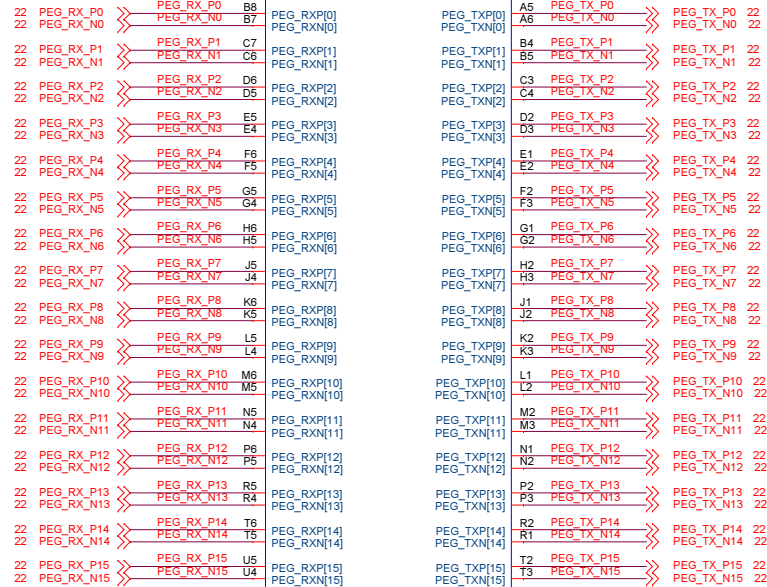 22 PEG_RX_P0 PEG_RX_P0 B8 PEG_RXP[0] PEG_TXP[0] A5 PEG_TX_P0 PEG_TX_P0 22
22 PEG_RX_N0 PEG_RX_N0 B7 PEG_RXN[0] PEG_TXN[0] A6 PEG_TX_N0 PEG_TX_N0 22
22 PEG_RX_P1 PEG_RX_P1 C7 PEG_RXP[1] PEG_TXP[1] B4 PEG_TX_P1 PEG_TX_P1 22
22 PEG_RX_N1 PEG_RX_N1 C6 PEG_RXN[1] PEG_TXN[1] B5 PEG_TX_N1 PEG_TX_N1 22
22 PEG_RX_P2 PEG_RX_P2 D6 PEG_RXP[2] PEG_TXP[2] C3 PEG_TX_P2 PEG_TX_P2 22
22 PEG_RX_N2 PEG_RX_N2 D5 PEG_RXN[2] PEG_TXN[2] C4 PEG_TX_N2 PEG_TX_N2 22
22 PEG_RX_P3 PEG_RX_P3 E5 PEG_RXP[3] PEG_TXP[3] D2 PEG_TX_P3 PEG_TX_P3 22
22 PEG_RX_N3 PEG_RX_N3 E4 PEG_RXN[3] PEG_TXN[3] D3 PEG_TX_N3 PEG_TX_N3 22
22 PEG_RX_P4 PEG_RX_P4 F6 PEG_RXP[4] PEG_TXP[4] E1 PEG_TX_P4 PEG_TX_P4 22
22 PEG_RX_N4 PEG_RX_N4 F5 PEG_RXN[4] PEG_TXN[4] E2 PEG_TX_N4 PEG_TX_N4 22
22 PEG_RX_P5 PEG_RX_P5 G5 PEG_RXP[5] PEG_TXP[5] F2 PEG_TX_P5 PEG_TX_P5 22
22 PEG_RX_N5 PEG_RX_N5 G4 PEG_RXN[5] PEG_TXN[5] F3 PEG_TX_N5 PEG_TX_N5 22
22 PEG_RX_P6 PEG_RX_P6 H6 PEG_RXP[6] PEG_TXP[6] G1 PEG_TX_P6 PEG_TX_P6 22
22 PEG_RX_N6 PEG_RX_N6 H5 PEG_RXN[6] PEG_TXN[6] G2 PEG_TX_N6 PEG_TX_N6 22
22 PEG_RX_P7 PEG_RX_P7 J5 PEG_RXP[7] PEG_TXP[7] H2 PEG_TX_P7 PEG_TX_P7 22
22 PEG_RX_N7 PEG_RX_N7 J4 PEG_RXN[7] PEG_TXN[7] H3 PEG_TX_N7 PEG_TX_N7 22
22 PEG_RX_P8 PEG_RX_P8 K6 PEG_RXP[8] PEG_TXP[8] J1 PEG_TX_P8 PEG_TX_P8 22
22 PEG_RX_N8 PEG_RX_N8 K5 PEG_RXN[8] PEG_TXN[8] J2 PEG_TX_N8 PEG_TX_N8 22
22 PEG_RX_P9 PEG_RX_P9 L5 PEG_RXP[9] PEG_TXP[9] K2 PEG_TX_P9 PEG_TX_P9 22
22 PEG_RX_N9 PEG_RX_N9 L4 PEG_RXN[9] PEG_TXN[9] K3 PEG_TX_N9 PEG_TX_N9 22
22 PEG_RX_P10 PEG_RX_P10 M6 PEG_RXP[10] PEG_TXP[10] L1 PEG_TX_P10 PEG_TX_P10 22
22 PEG_RX_N10 PEG_RX_N10 M5 PEG_RXN[10] PEG_TXN[10] L2 PEG_TX_N10 PEG_TX_N10 22
22 PEG_RX_P11 PEG_RX_P11 N5 PEG_RXP[11] PEG_TXP[11] M2 PEG_TX_P11 PEG_TX_P11 22
22 PEG_RX_N11 PEG_RX_N11 N4 PEG_RXN[11] PEG_TXN[11] M3 PEG_TX_N11 PEG_TX_N11 22
22 PEG_RX_P12 PEG_RX_P12 P6 PEG_RXP[12] PEG_TXP[12] N1 PEG_TX_P12 PEG_TX_P12 22
22 PEG_RX_N12 PEG_RX_N12 P5 PEG_RXN[12] PEG_TXN[12] N2 PEG_TX_N12 PEG_TX_N12 22
22 PEG_RX_P13 PEG_RX_P13 R5 PEG_RXP[13] PEG_TXP[13] P2 PEG_TX_P13 PEG_TX_P13 22
22 PEG_RX_N13 PEG_RX_N13 R4 PEG_RXN[13] PEG_TXN[13] P3 PEG_TX_N13 PEG_TX_N13 22
22 PEG_RX_P14 PEG_RX_P14 T6 PEG_RXP[14] PEG_TXP[14] R2 PEG_TX_P14 PEG_TX_P14 22
22 PEG_RX_N14 PEG_RX_N14 T5 PEG_RXN[14] PEG_TXN[14] R1 PEG_TX_N14 PEG_TX_N14 22
22 PEG_RX_P15 PEG_RX_P15 U5 PEG_RXP[15] PEG_TXP[15] T2 PEG_TX_P15 PEG_TX_P15 22
22 PEG_RX_N15 PEG_RX_N15 U4 PEG_RXN[15] PEG_TXN[15] T3 PEG_TX_N15 PEG_TX_N15 22